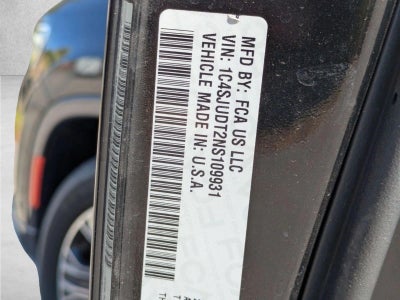 MFD BY: FCA US LLC
VIN: 1C4SJUDT2NS109931
VEHICLE MADE IN: U.S.A.